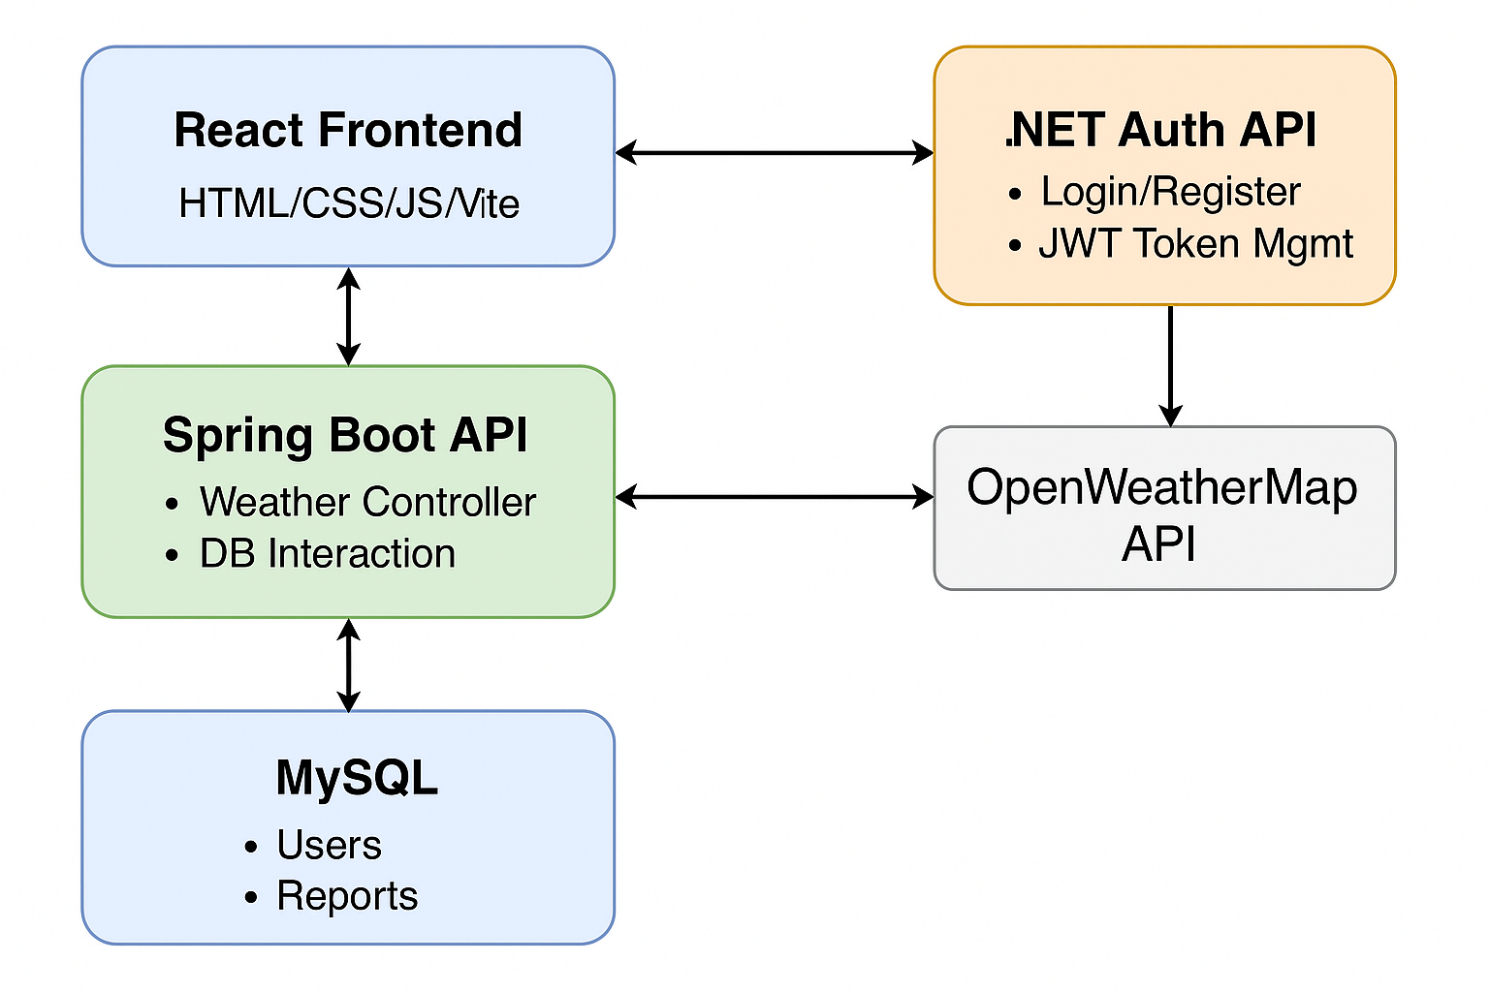 React Frontend
HTML/CSS/JS/Vite
.NET Auth API
• Login/Register
• JWT Token Mgmt
Spring Boot API
• Weather Controller
• DB Interaction
OpenWeatherMap
API
MySQL
• Users
• Reports